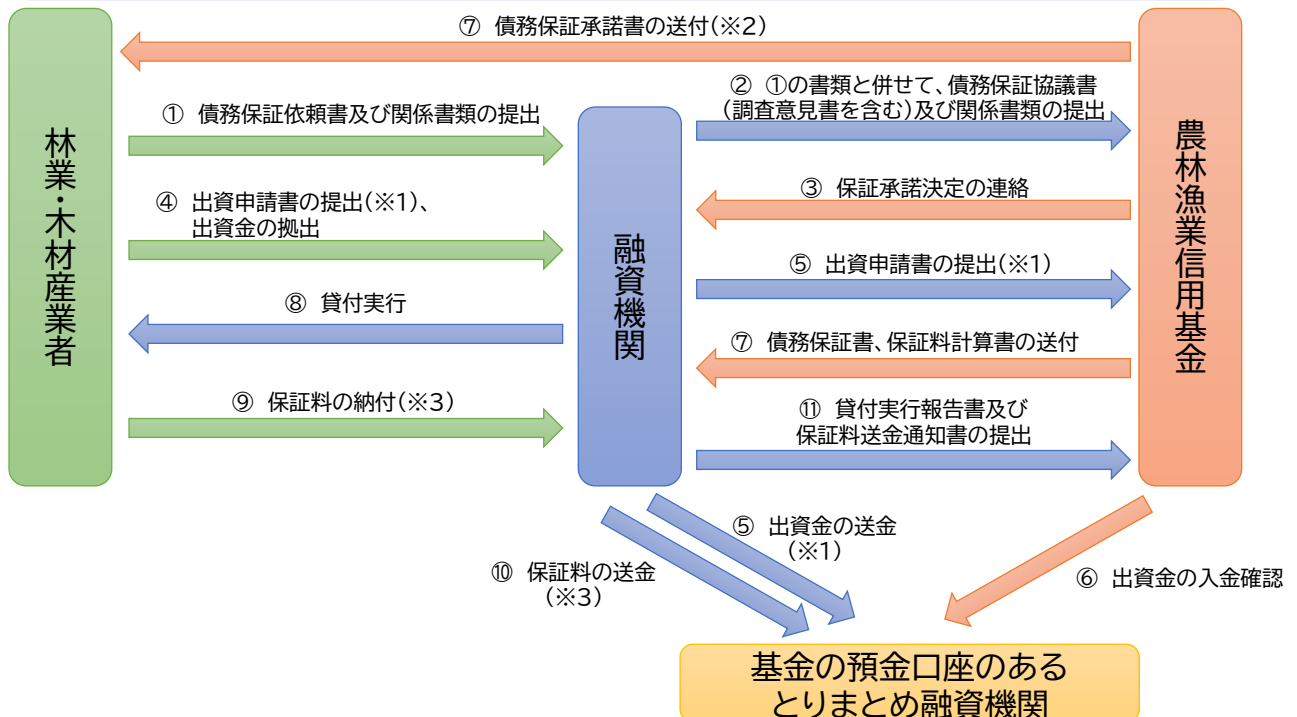 ⑦ 債務保証承諾書の送付(※2)
林業・木材産業者
① 債務保証依頼書及び関係書類の提出
④ 出資申請書の提出(※1)、
出資金の拠出
⑧ 貸付実行
⑨ 保証料の納付(※3)
融資機関
② ①の書類と併せて、債務保証協議書
(調査意見書を含む)及び関係書類の提出
③ 保証承諾決定の連絡
⑤ 出資申請書の提出(※1)
⑦ 債務保証書、保証料計算書の送付
⑪ 貸付実行報告書及び
保証料送金通知書の提出
農林漁業信用基金
⑤ 出資金の送金
(※1)
⑩ 保証料の送金
(※3)
⑥ 出資金の入金確認
基金の預金口座のある
とりまとめ融資機関